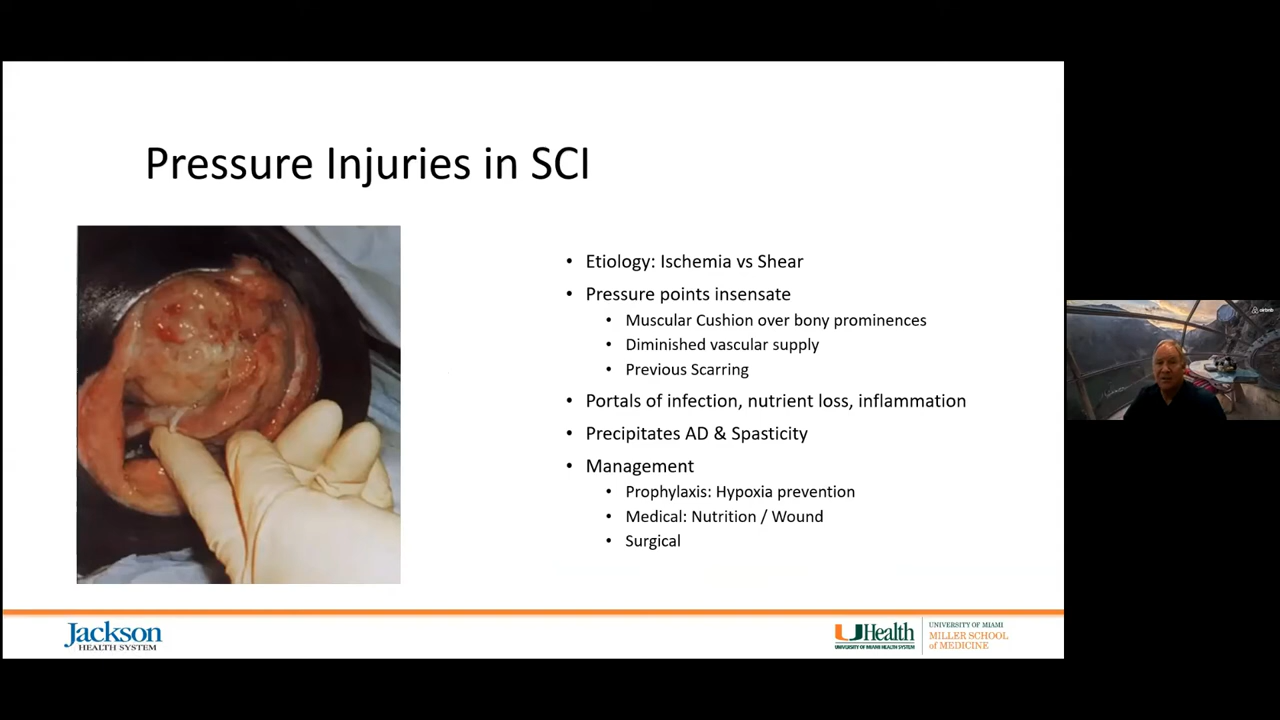 Pressure Injuries in SCI
• Etiology: Ischemia vs Shear
• Pressure points insensate
• Muscular Cushion over bony prominences
• Diminished vascular supply
• Previous Scarring
• Portals of infection, nutrient loss, inflammation
• Precipitates AD & Spasticity
• Management
• Prophylaxis: Hypoxia prevention
• Medical: Nutrition / Wound
• Surgical
airbnb
Jackson
HEALTH SYSTEM
UHealth
UNIVERSITY OF MIAMI HEALTH SYSTEM
UNIVERSITY OF MIAMI
MILLER SCHOOL
of MEDICINE